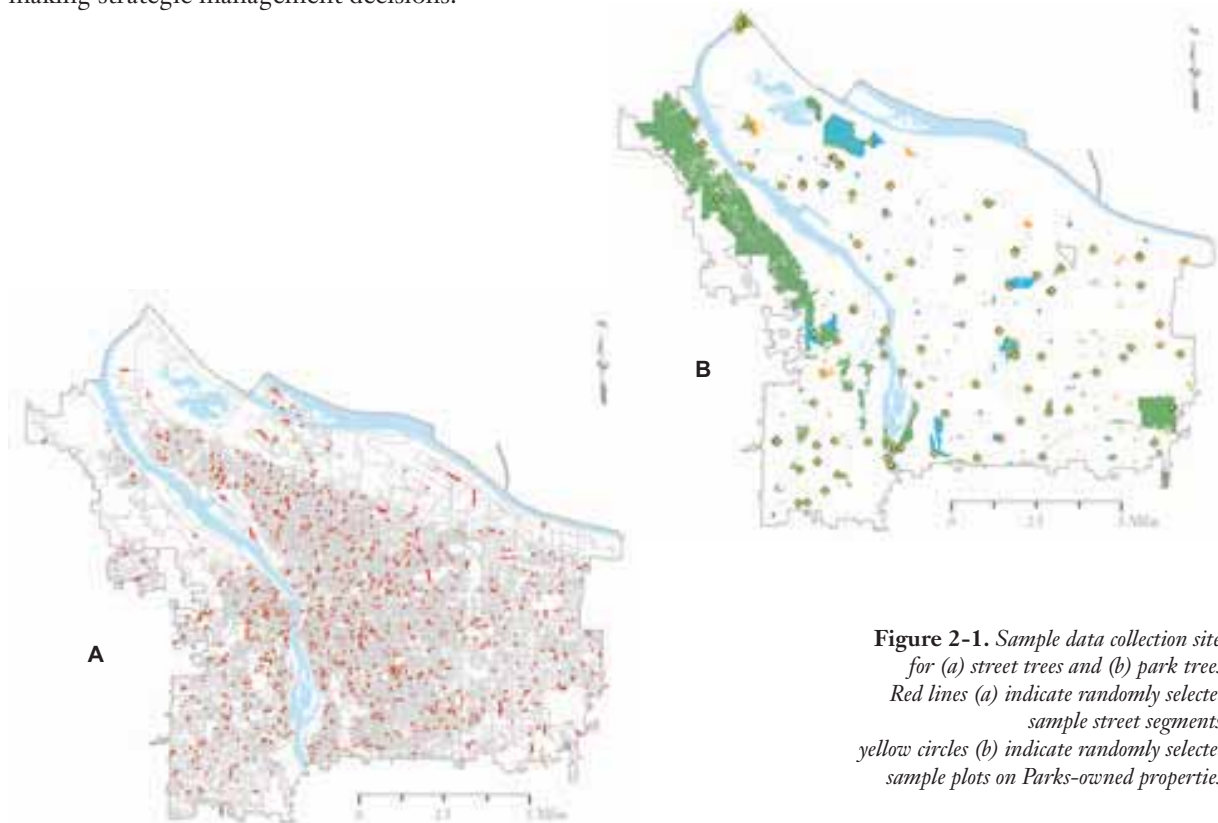 making strategic management decisions.
B
A
Figure 2-1. Sample data collection site
for (a) street trees and (b) park tree
Red lines (a) indicate randomly selecte
sample street segment
yellow circles (b) indicate randomly selecte
sample plots on Parks-owned propertie